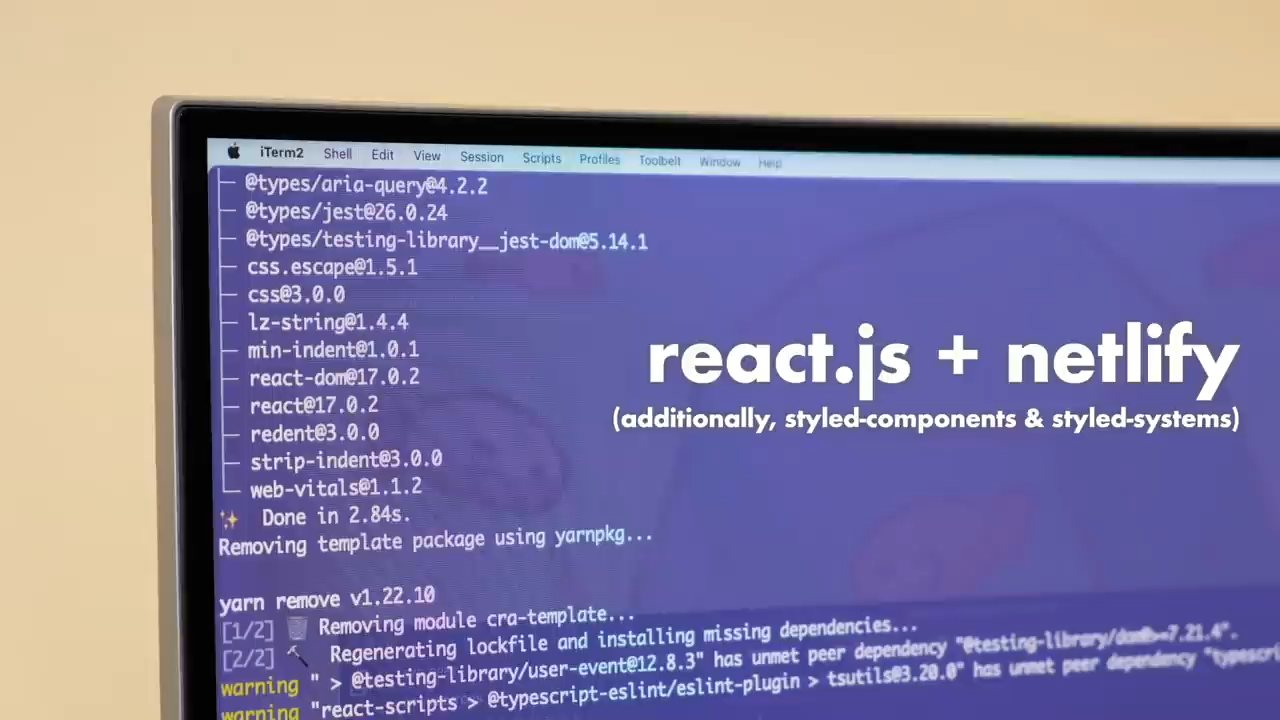 iTerm2 Shell Edit View Session Scripts Profiles Toolbelt Window Help
@types/aria-query@4.2.2
@types/jest@26.0.24
@types/testing-library__jest-dom@5.14.1
css.escape@1.5.1
css@3.0.0
lz-string@1.4.4
min-indent@1.0.1
react-dom@17.0.2
react@17.0.2
redent@3.0.0
strip-indent@3.0.0
web-vitals@1.1.2
✨ Done in 2.84s.
Removing template package using yarnpkg...
yarn remove v1.22.10
[1/2] 🗑 Removing module cra-template...
[2/2] 🔨 Regenerating lockfile and installing missing dependencies...
warning " > @testing-library/user-event@12.8.3" has unmet peer dependency "@testing-library/dom@>=7.21.4".
warning "react-scripts > @typescript-eslint/eslint-plugin > tsutils@3.20.0" has unmet peer dependency "typescri
react.js + netlify
(additionally, styled-components & styled-systems)